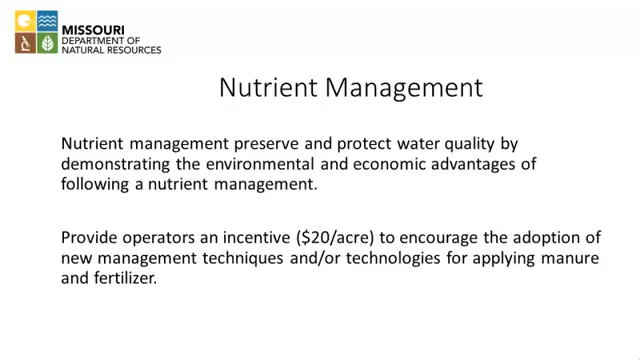 MISSOURI
DEPARTMENT OF
NATURAL RESOURCES
Nutrient Management
Nutrient management preserve and protect water quality by
demonstrating the environmental and economic advantages of
following a nutrient management.
Provide operators an incentive ($20/acre) to encourage the adoption of
new management techniques and/or technologies for applying manure
and fertilizer.